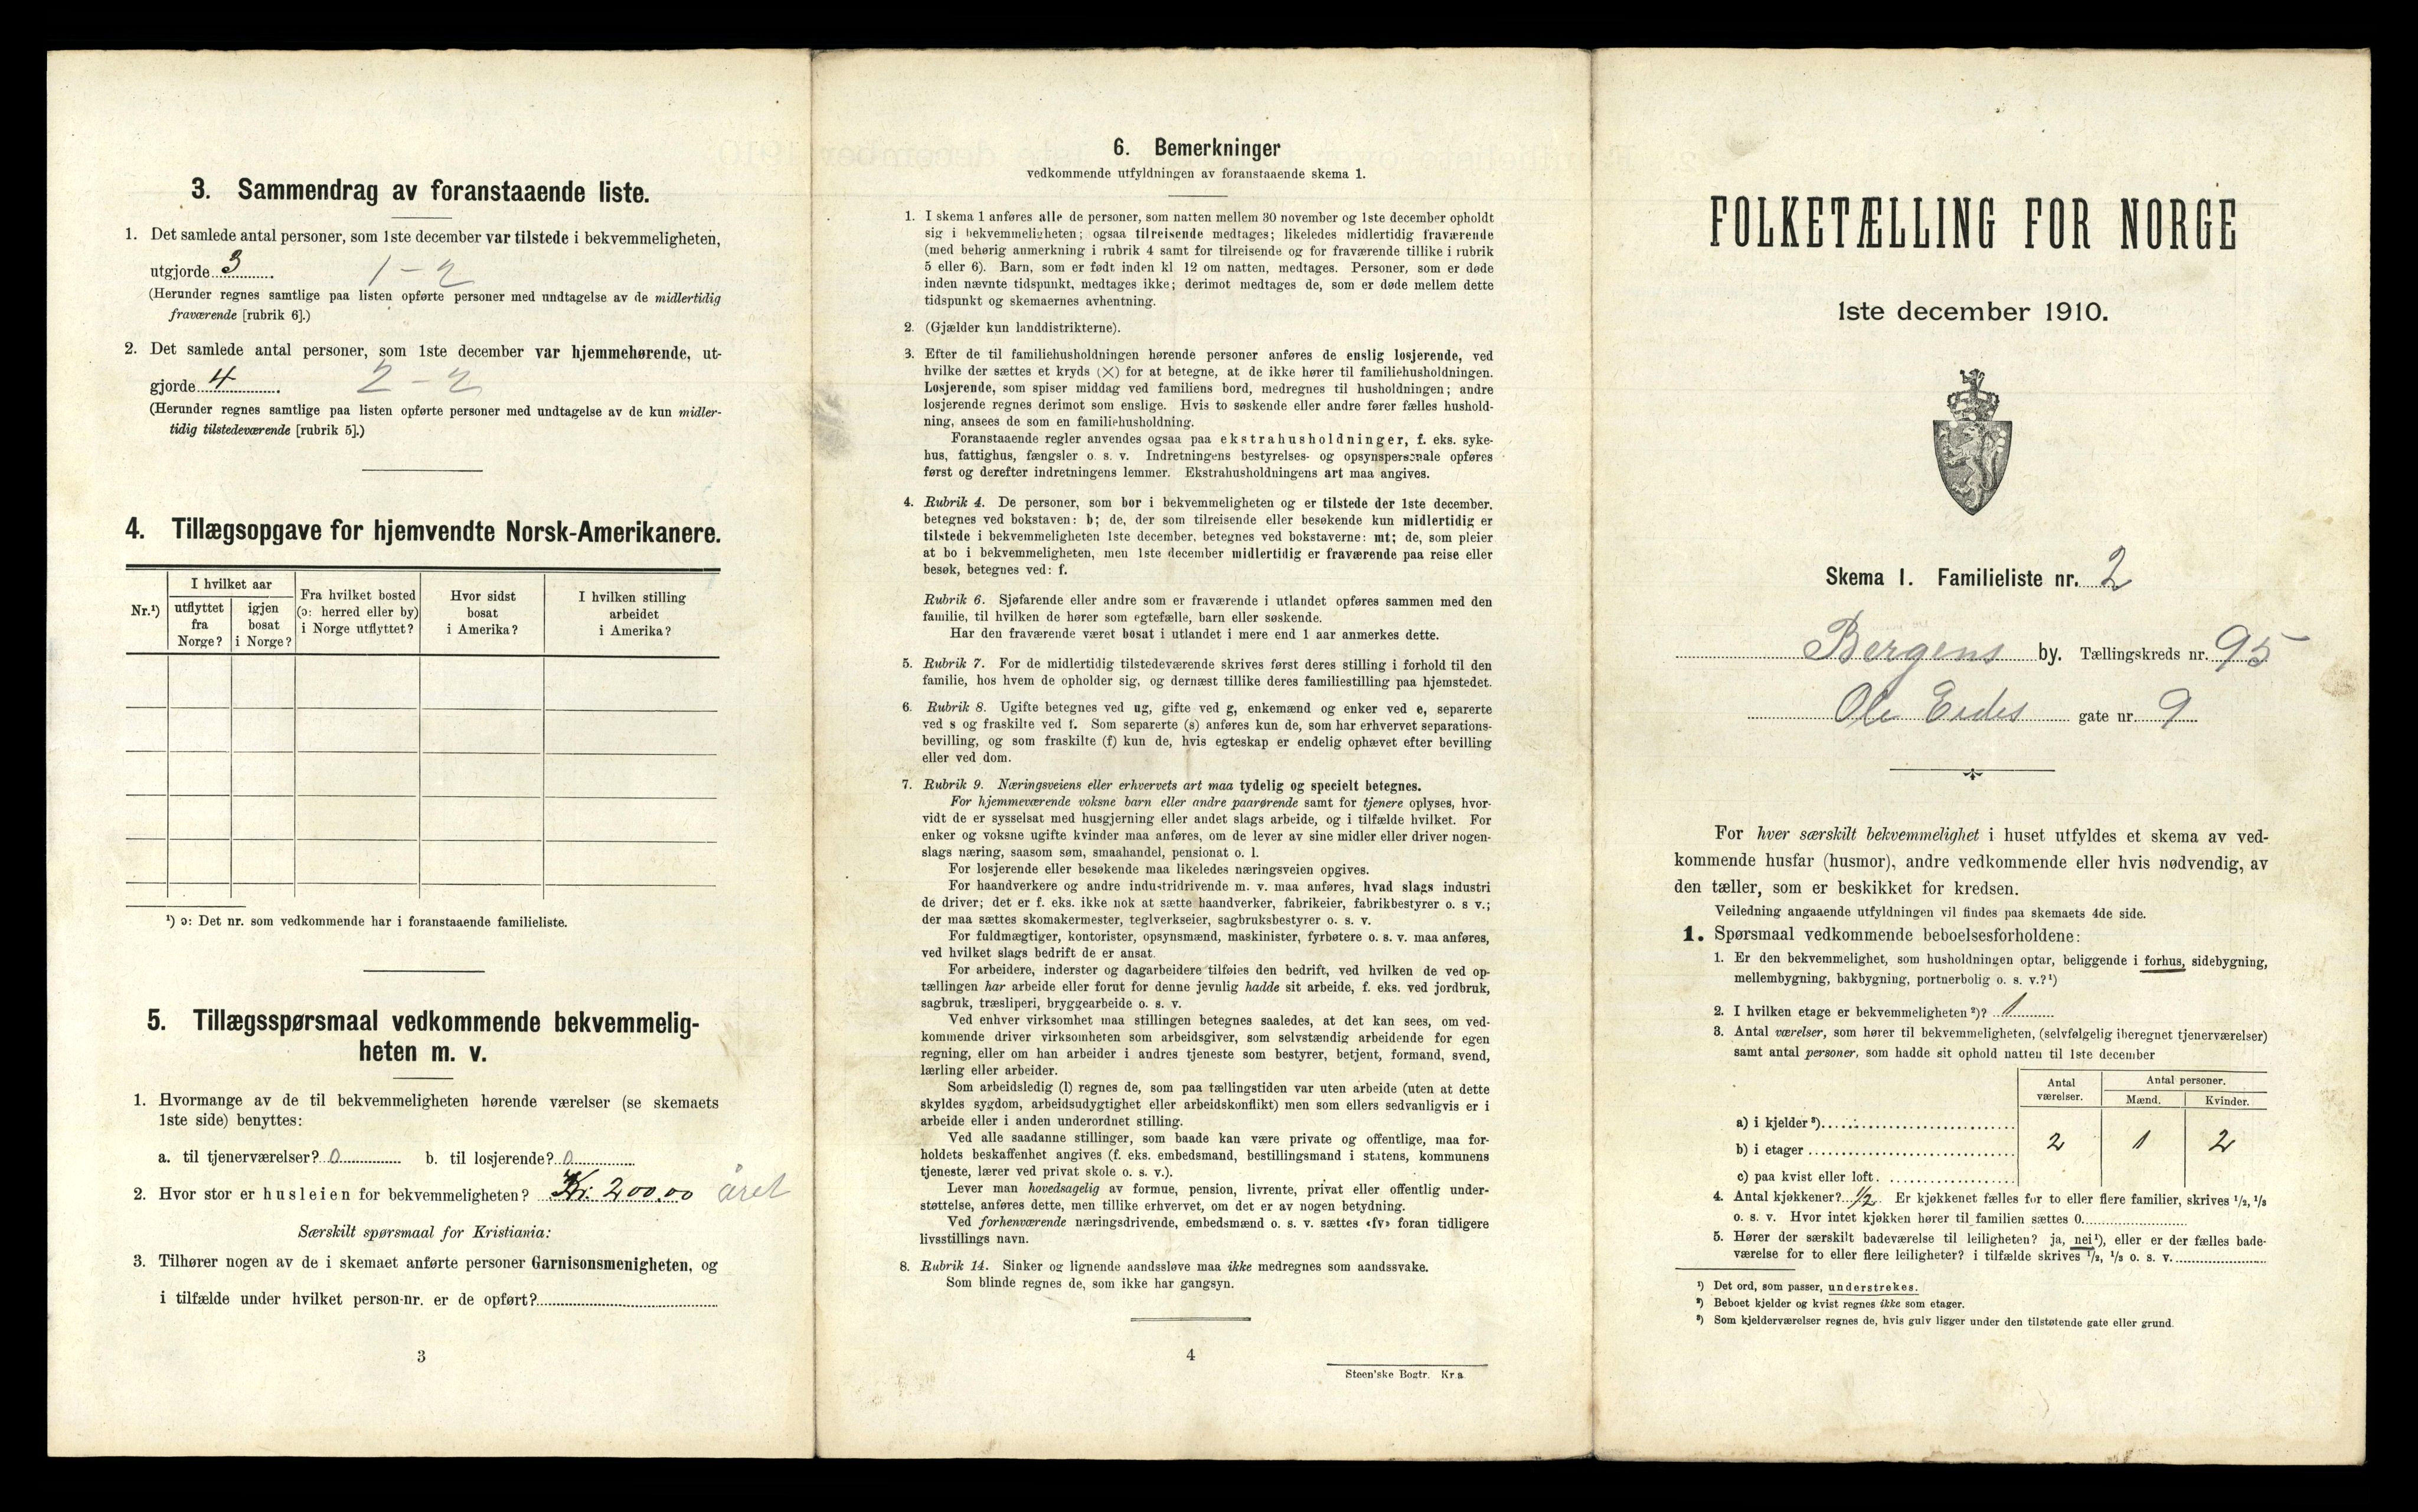 3. Sammendrag av foranstaaende liste.
1. Det samlede antal personer, som 1ste december var tilstede i bekvemmeligheten,
utgjorde 3 1 - 2
(Herunder regnes samtlige paa listen opførte personer med undtagelse av de midlertidig
fraværende [rubrik 6].)
2. Det samlede antal personer, som 1ste december var hjemmehørende, ut-
gjorde 4 2 - 2
(Herunder regnes samtlige paa listen opførte personer med undtagelse av de kun midler-
tidig tilstedeværende [rubrik 5].)
4. Tillægsopgave for hjemvendte Norsk-Amerikanere.
Nr.¹)
I hvilket aar
utflyttet
fra
Norge?
igjen
bosat
i Norge?
Fra hvilket bosted
(ɔ: herred eller by)
i Norge utflyttet?
Hvor sidst
bosat
i Amerika?
I hvilken stilling
arbeidet
i Amerika?
¹) ɔ: Det nr. som vedkommende har i foranstaaende familieliste.
5. Tillægsspørsmaal vedkommende bekvemmelig-
heten m. v.
1. Hvormange av de til bekvemmeligheten hørende værelser (se skemaets
1ste side) benyttes:
a. til tjenerværelser? 0 b. til losjerende? 0
2. Hvor stor er husleien for bekvemmeligheten? Kr. 200.00 året
Særskilt spørsmaal for Kristiania:
3. Tilhører nogen av de i skemaet anførte personer Garnisonsmenigheten, og
i tilfælde under hvilket person-nr. er de opført?
3
6. Bemerkninger
vedkommende utfyldningen av foranstaaende skema 1.
1. I skema 1 anføres alle de personer, som natten mellem 30 november og 1ste december opholdt
sig i bekvemmeligheten; ogsaa tilreisende medtages; likeledes midlertidig fraværende
(med behørig anmerkning i rubrik 4 samt for tilreisende og for fraværende tillike i rubrik
5 eller 6). Barn, som er født inden kl 12 om natten, medtages. Personer, som er døde
inden nævnte tidspunkt, medtages ikke; derimot medtages de, som er døde mellem dette
tidspunkt og skemaernes avhentning.
2. (Gjælder kun landdistrikterne).
3. Efter de til familiehusholdningen hørende personer anføres de enslig losjerende, ved
hvilke der sættes et kryds (×) for at betegne, at de ikke hører til familiehusholdningen.
Losjerende, som spiser middag ved familiens bord, medregnes til husholdningen; andre
losjerende regnes derimot som enslige. Hvis to søskende eller andre fører fælles hushold-
ning, ansees de som en familiehusholdning.
Foranstaaende regler anvendes ogsaa paa ekstrahusholdninger, f. eks. syke-
hus, fattighus, fængsler o. s. v. Indretningens bestyrelses- og opsynspersonale opføres
først og derefter indretningens lemmer. Ekstrahusholdningens art maa angives.
4. Rubrik 4. De personer, som bor i bekvemmeligheten og er tilstede der 1ste december.
betegnes ved bokstaven: b; de, der som tilreisende eller besøkende kun midlertidig er
tilstede i bekvemmeligheten 1ste december, betegnes ved bokstaverne: mt; de, som pleier
at bo i bekvemmeligheten, men 1ste december midlertidig er fraværende paa reise eller
besøk, betegnes ved: f.
Rubrik 6. Sjøfarende eller andre som er fraværende i utlandet opføres sammen med den
familie, til hvilken de hører som egtefælle, barn eller søskende.
Har den fraværende været bosat i utlandet i mere end 1 aar anmerkes dette.
5. Rubrik 7. For de midlertidig tilstedeværende skrives først deres stilling i forhold til den
familie, hos hvem de opholder sig, og dernæst tillike deres familiestilling paa hjemstedet.
6. Rubrik 8. Ugifte betegnes ved ug, gifte ved g, enkemænd og enker ved e, separerte
ved s og fraskilte ved f. Som separerte (s) anføres kun de, som har erhvervet separations-
bevilling, og som fraskilte (f) kun de, hvis egteskap er endelig ophævet efter bevilling
eller ved dom.
7. Rubrik 9. Næringsveiens eller erhvervets art maa tydelig og specielt betegnes.
For hjemmeværende voksne barn eller andre paarørende samt for tjenere oplyses, hvor-
vidt de er sysselsat med husgjerning eller andet slags arbeide, og i tilfælde hvilket. For
enker og voksne ugifte kvinder maa anføres, om de lever av sine midler eller driver nogen-
slags næring, saasom søm, smaahandel, pensionat o. l.
For losjerende eller besøkende maa likeledes næringsveien opgives.
For haandverkere og andre industridrivende m. v. maa anføres, hvad slags industri
de driver; det er f. eks. ikke nok at sætte haandverker, fabrikeier, fabrikbestyrer o. s v.;
der maa sættes skomakermester, teglverkseier, sagbruksbestyrer o. s. v.
For fuldmægtiger, kontorister, opsynsmænd, maskinister, fyrbøtere o. s. v. maa anføres,
ved hvilket slags bedrift de er ansat.
For arbeidere, inderster og dagarbeidere tilføies den bedrift, ved hvilken de ved op-
tællingen har arbeide eller forut for denne jevnlig hadde sit arbeide, f. eks. ved jordbruk,
sagbruk, træsliperi, bryggearbeide o. s. v.
Ved enhver virksomhet maa stillingen betegnes saaledes, at det kan sees, om ved-
kommende driver virksomheten som arbeidsgiver, som selvstændig arbeidende for egen
regning, eller om han arbeider i andres tjeneste som bestyrer, betjent, formand, svend,
lærling eller arbeider.
Som arbeidsledig (l) regnes de, som paa tællingstiden var uten arbeide (uten at dette
skyldes sygdom, arbeidsudygtighet eller arbeidskonflikt) men som ellers sedvanligvis er i
arbeide eller i anden underordnet stilling.
Ved alle saadanne stillinger, som baade kan være private og offentlige, maa for-
holdets beskaffenhet angives (f. eks. embedsmand, bestillingsmand i statens, kommunens
tjeneste, lærer ved privat skole o. s. v.).
Lever man hovedsagelig av formue, pension, livrente, privat eller offentlig under-
støttelse, anføres dette, men tillike erhvervet, om det er av nogen betydning.
Ved forhenværende næringsdrivende, embedsmænd o. s. v. sættes «fv» foran tidligere
livsstillings navn.
8. Rubrik 14. Sinker og lignende aandssløve maa ikke medregnes som aandssvake.
Som blinde regnes de, som ikke har gangsyn.
4
Steen'ske Bogtr. Kr.a.
FOLKETÆLLING FOR NORGE
1ste december 1910.
Skema 1. Familieliste nr. 2
Bergens by. Tællingskreds nr. 95
Ole Eides gate nr. 9
For hver særskilt bekvemmelighet i huset utfyldes et skema av ved-
kommende husfar (husmor), andre vedkommende eller hvis nødvendig, av
den tæller, som er beskikket for kredsen.
Veiledning angaaende utfyldningen vil findes paa skemaets 4de side.
1. Spørsmaal vedkommende beboelsesforholdene:
1. Er den bekvemmelighet, som husholdningen optar, beliggende i forhus, sidebygning,
mellembygning, bakbygning, portnerbolig o. s. v.?¹)
2. I hvilken etage er bekvemmeligheten ²)? 1
3. Antal værelser, som hører til bekvemmeligheten, (selvfølgelig iberegnet tjenerværelser)
samt antal personer, som hadde sit ophold natten til 1ste december
Antal
værelser.
Antal personer.
Mænd. Kvinder.
a) i kjelder ³)
b) i etager 2 1 2
c) paa kvist eller loft.
4. Antal kjøkkener? 1/2 Er kjøkkenet fælles for to eller flere familier, skrives ¹/₂, ¹/₃
o. s. v. Hvor intet kjøkken hører til familien sættes 0.
5. Hører der særskilt badeværelse til leiligheten? ja, nei ¹), eller er der fælles bade-
værelse for to eller flere leiligheter? i tilfælde skrives ¹/₂, ¹/₃ o. s. v.
¹) Det ord, som passer, understrekes.
²) Beboet kjelder og kvist regnes ikke som etager.
³) Som kjelderværelser regnes de, hvis gulv ligger under den tilstøtende gate eller grund.